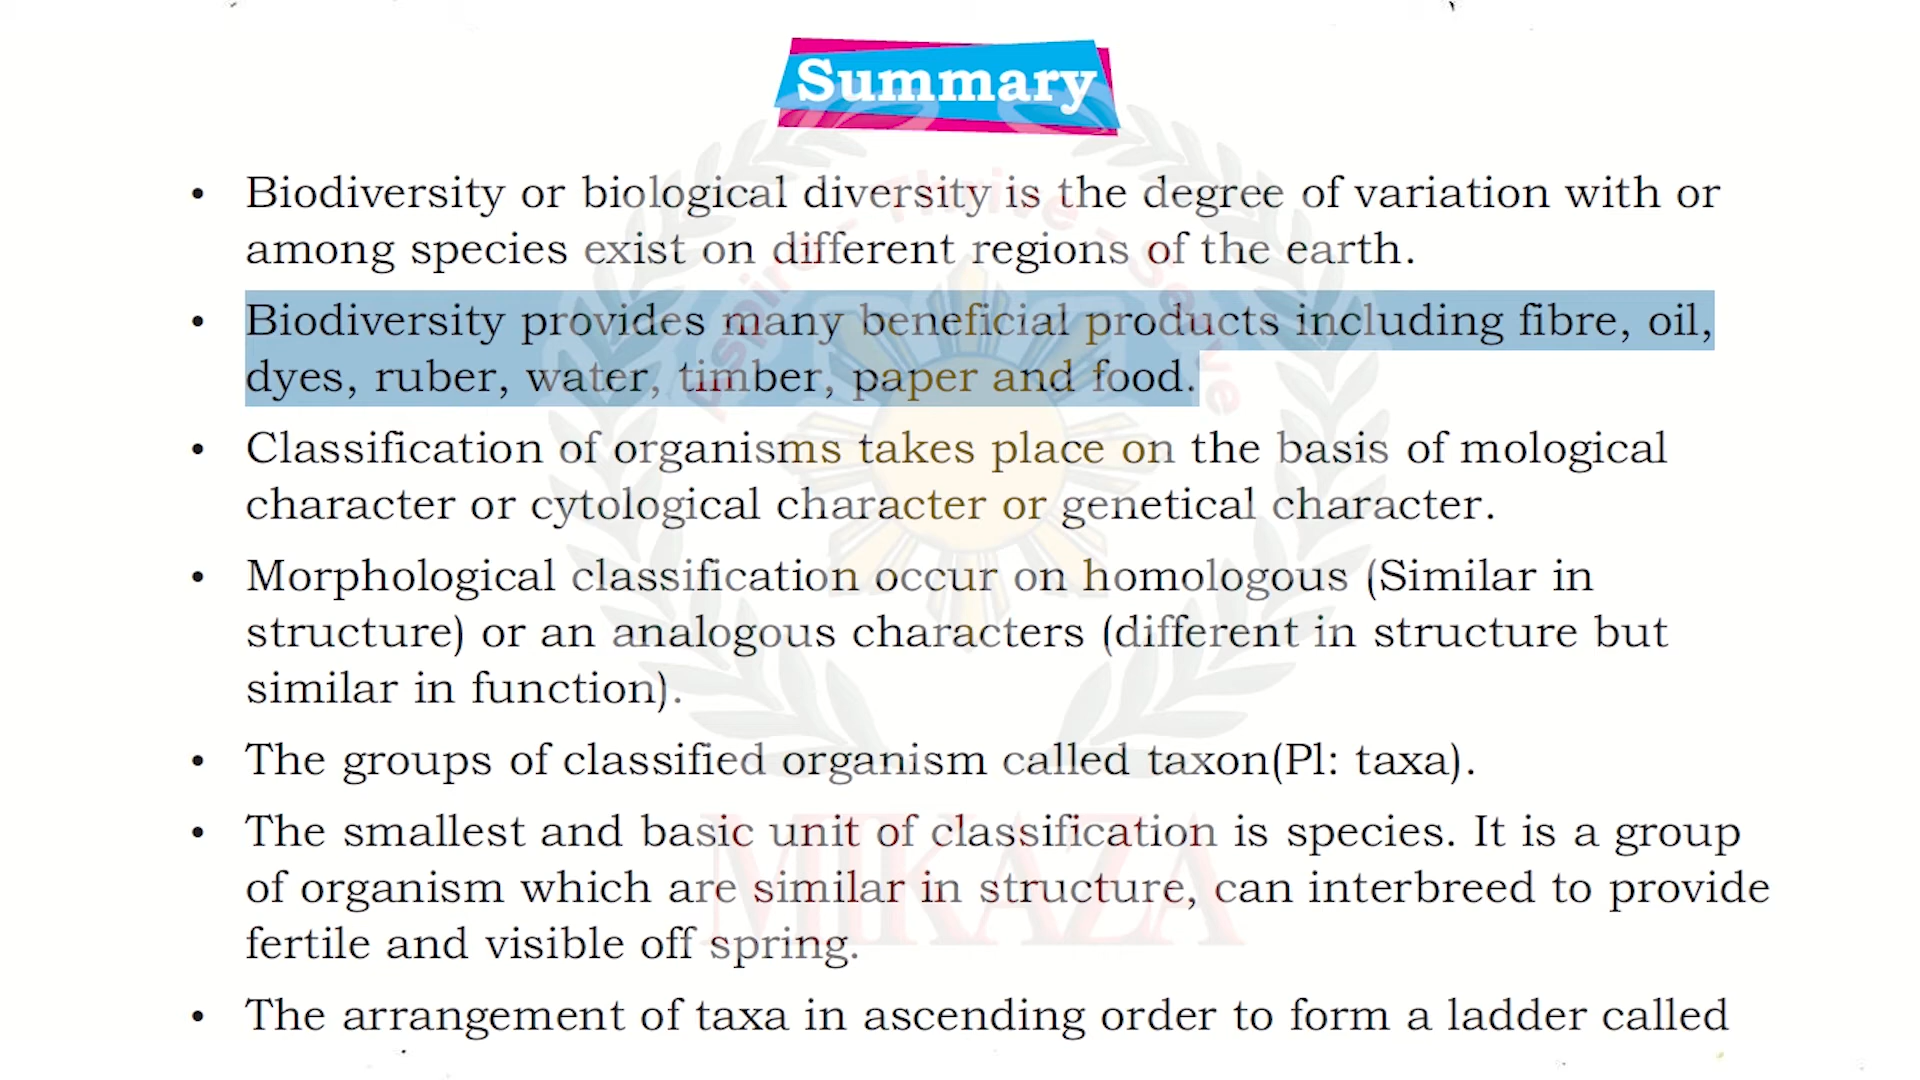 Summary
• Biodiversity or biological diversity is the degree of variation with or
among species exist on different regions of the earth.
• Biodiversity provides many beneficial products including fibre, oil,
dyes, ruber, water, timber, paper and food.
• Classification of organisms takes place on the basis of mological
character or cytological character or genetical character.
• Morphological classification occur on homologous (Similar in
structure) or an analogous characters (different in structure but
similar in function).
• The groups of classified organism called taxon(Pl: taxa).
• The smallest and basic unit of classification is species. It is a group
of organism which are similar in structure, can interbreed to provide
fertile and visible off spring.
• The arrangement of taxa in ascending order to form a ladder called
Aspire - Thrive - Serve
MIKAZA